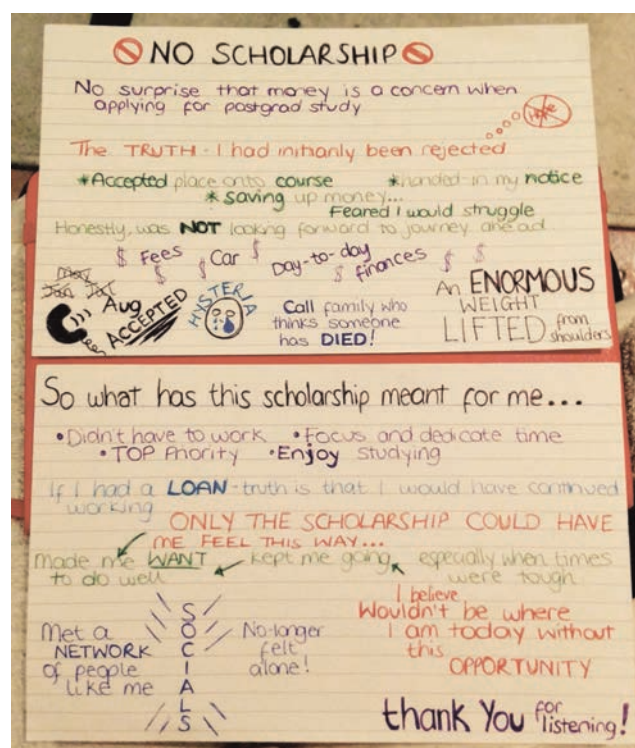 NO SCHOLARSHIP
No surprise that money is a concern when
applying for postgrad study
Hope
The TRUTH - I had initially been rejected
*Accepted place onto course *handed in my notice
*saving up money...
Feared I would struggle
Honestly, was NOT looking forward to journey ahead
$ Fees $ $ Car $ Day-to-day $ finances $ $
May
Jun Jul
Aug
ACCEPTED
HYSTERIA
Call family who
thinks someone
has DIED!
An ENORMOUS
WEIGHT
LIFTED from
shoulders
So what has this scholarship meant for me...
•Didn't have to work •Focus and dedicate time
•TOP Priority •Enjoy studying
If I had a LOAN - truth is that I would have continued
working
ONLY THE SCHOLARSHIP COULD HAVE
ME FEEL THIS WAY...
Made me WANT kept me going, especially when times
to do well were tough
I believe
Wouldn't be where
I am today without
this
OPPORTUNITY
Met a
NETWORK
of people
like me
SOCIALS
No-longer
felt
alone!
thank You for
listening!